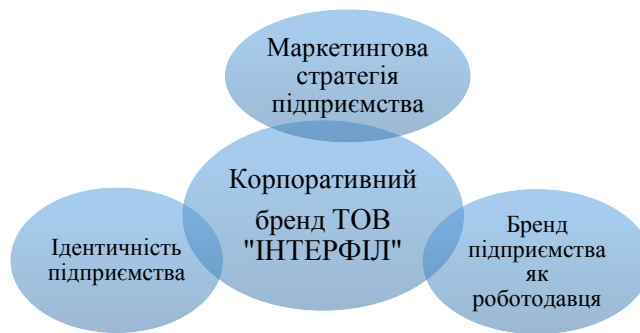 Маркетингова
стратегія
підприємства
Корпоративний
бренд ТОВ
"ІНТЕРФІЛ"
Ідентичність
підприємства
Бренд
підприємства
як
роботодавця